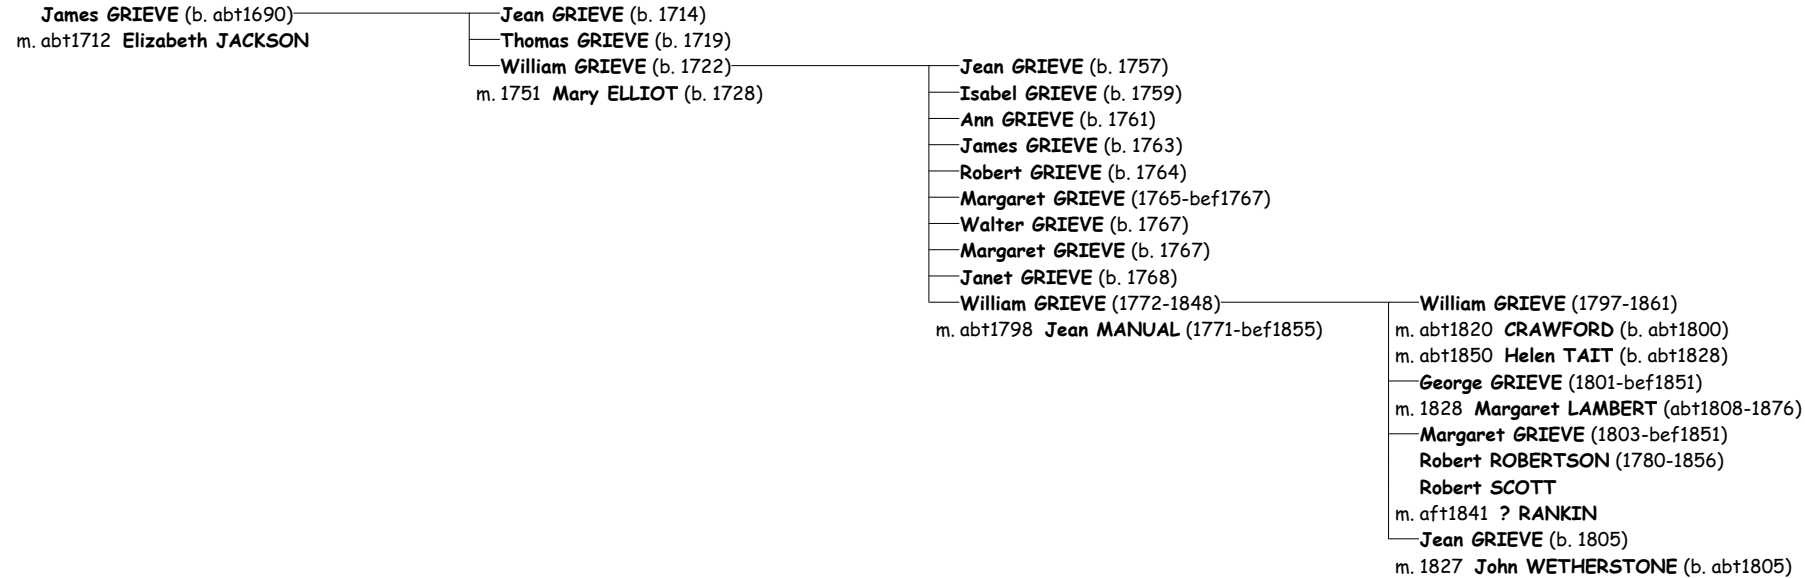 James GRIEVE (b. abt1690)
m. abt1712 Elizabeth JACKSON
Jean GRIEVE (b. 1714)
Thomas GRIEVE (b. 1719)
William GRIEVE (b. 1722)
m. 1751 Mary ELLIOT (b. 1728)
Jean GRIEVE (b. 1757)
Isabel GRIEVE (b. 1759)
Ann GRIEVE (b. 1761)
James GRIEVE (b. 1763)
Robert GRIEVE (b. 1764)
Margaret GRIEVE (1765-bef1767)
Walter GRIEVE (b. 1767)
Margaret GRIEVE (b. 1767)
Janet GRIEVE (b. 1768)
William GRIEVE (1772-1848)
m. abt1798 Jean MANUAL (1771-bef1855)
William GRIEVE (1797-1861)
m. abt1820 CRAWFORD (b. abt1800)
m. abt1850 Helen TAIT (b. abt1828)
George GRIEVE (1801-bef1851)
m. 1828 Margaret LAMBERT (abt1808-1876)
Margaret GRIEVE (1803-bef1851)
Robert ROBERTSON (1780-1856)
Robert SCOTT
m. aft1841 ? RANKIN
Jean GRIEVE (b. 1805)
m. 1827 John WETHERSTONE (b. abt1805)